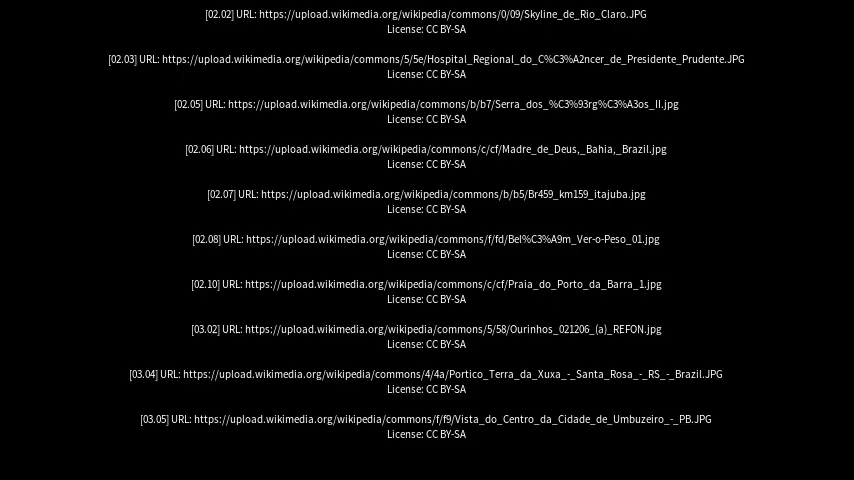 [02.02] URL: https://upload.wikimedia.org/wikipedia/commons/0/09/Skyline_de_Rio_Claro.JPG
License: CC BY-SA
[02.03] URL: https://upload.wikimedia.org/wikipedia/commons/5/5e/Hospital_Regional_do_C%C3%A2ncer_de_Presidente_Prudente.JPG
License: CC BY-SA
[02.05] URL: https://upload.wikimedia.org/wikipedia/commons/b/b7/Serra_dos_%C3%93rg%C3%A3os_II.jpg
License: CC BY-SA
[02.06] URL: https://upload.wikimedia.org/wikipedia/commons/c/cf/Madre_de_Deus,_Bahia,_Brazil.jpg
License: CC BY-SA
[02.07] URL: https://upload.wikimedia.org/wikipedia/commons/b/b5/Br459_km159_itajuba.jpg
License: CC BY-SA
[02.08] URL: https://upload.wikimedia.org/wikipedia/commons/f/fd/Bel%C3%A9m_Ver-o-Peso_01.jpg
License: CC BY-SA
[02.10] URL: https://upload.wikimedia.org/wikipedia/commons/c/cf/Praia_do_Porto_da_Barra_1.jpg
License: CC BY-SA
[03.02] URL: https://upload.wikimedia.org/wikipedia/commons/5/58/Ourinhos_021206_(a)_REFON.jpg
License: CC BY-SA
[03.04] URL: https://upload.wikimedia.org/wikipedia/commons/4/4a/Portico_Terra_da_Xuxa_-_Santa_Rosa_-_RS_-_Brazil.JPG
License: CC BY-SA
[03.05] URL: https://upload.wikimedia.org/wikipedia/commons/f/f9/Vista_do_Centro_da_Cidade_de_Umbuzeiro_-_PB.JPG
License: CC BY-SA